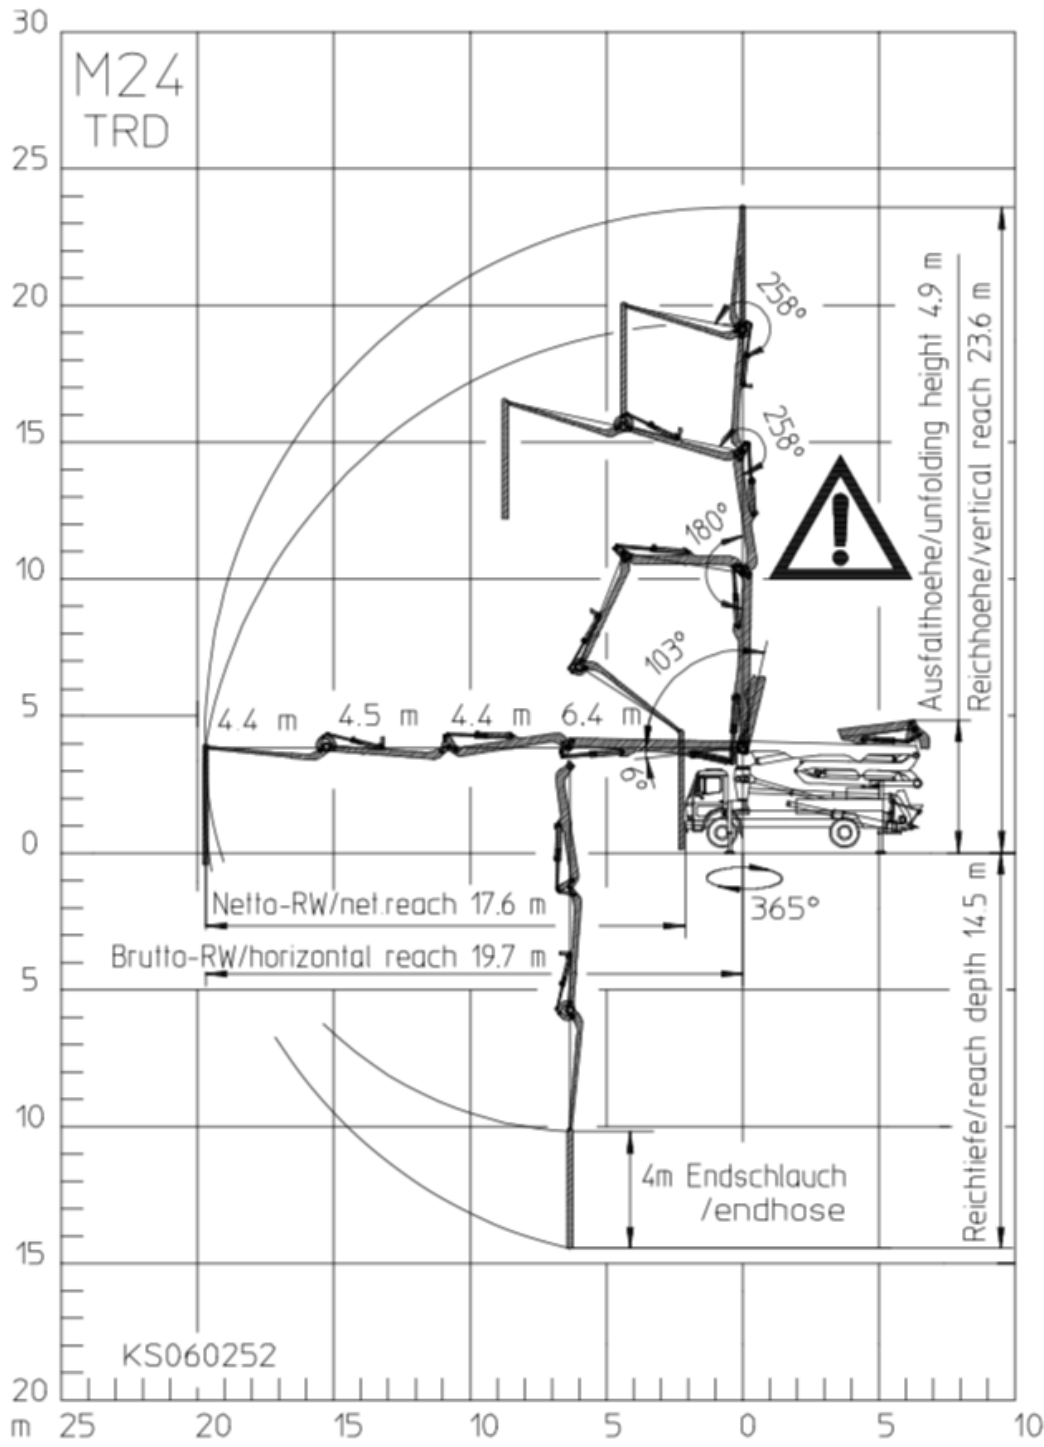 30
M24
TRD
25
20
258°
258°
15
180°
10
103°
5
4.4 m
4.5 m
4.4 m
6.4 m
6°
0
Ausfalthoehe/unfolding height 4.9 m
Reichhoehe/vertical reach 23.6 m
365°
Netto-RW/net.reach 17.6 m
Brutto-RW/horizontal reach 19.7 m
5
10
4m Endschlauch
/endhose
Reichtiefe/reach depth 14.5 m
15
KS060252
20
m 25 20 15 10 5 0 5 10